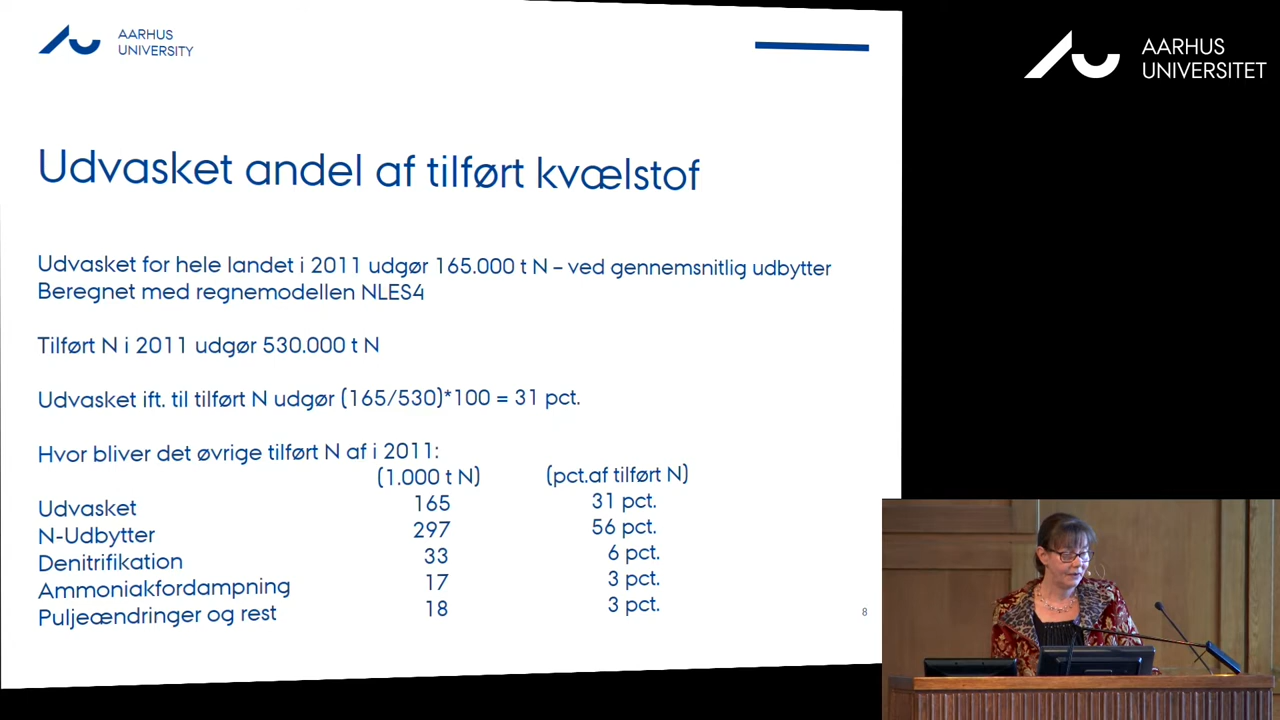 AARHUS
UNIVERSITY
AARHUS
UNIVERSITET
Udvasket andel af tilført kvælstof
Udvasket for hele landet i 2011 udgør 165.000 t N – ved gennemsnitlig udbytter
Beregnet med regnemodellen NLES4
Tilført N i 2011 udgør 530.000 t N
Udvasket ift. til tilført N udgør (165/530)*100 = 31 pct.
Hvor bliver det øvrige tilført N af i 2011:
(1.000 t N) (pct.af tilført N)
Udvasket 165 31 pct.
N-Udbytter 297 56 pct.
Denitrifikation 33 6 pct.
Ammoniakfordampning 17 3 pct.
Puljeændringer og rest 18 3 pct.
8